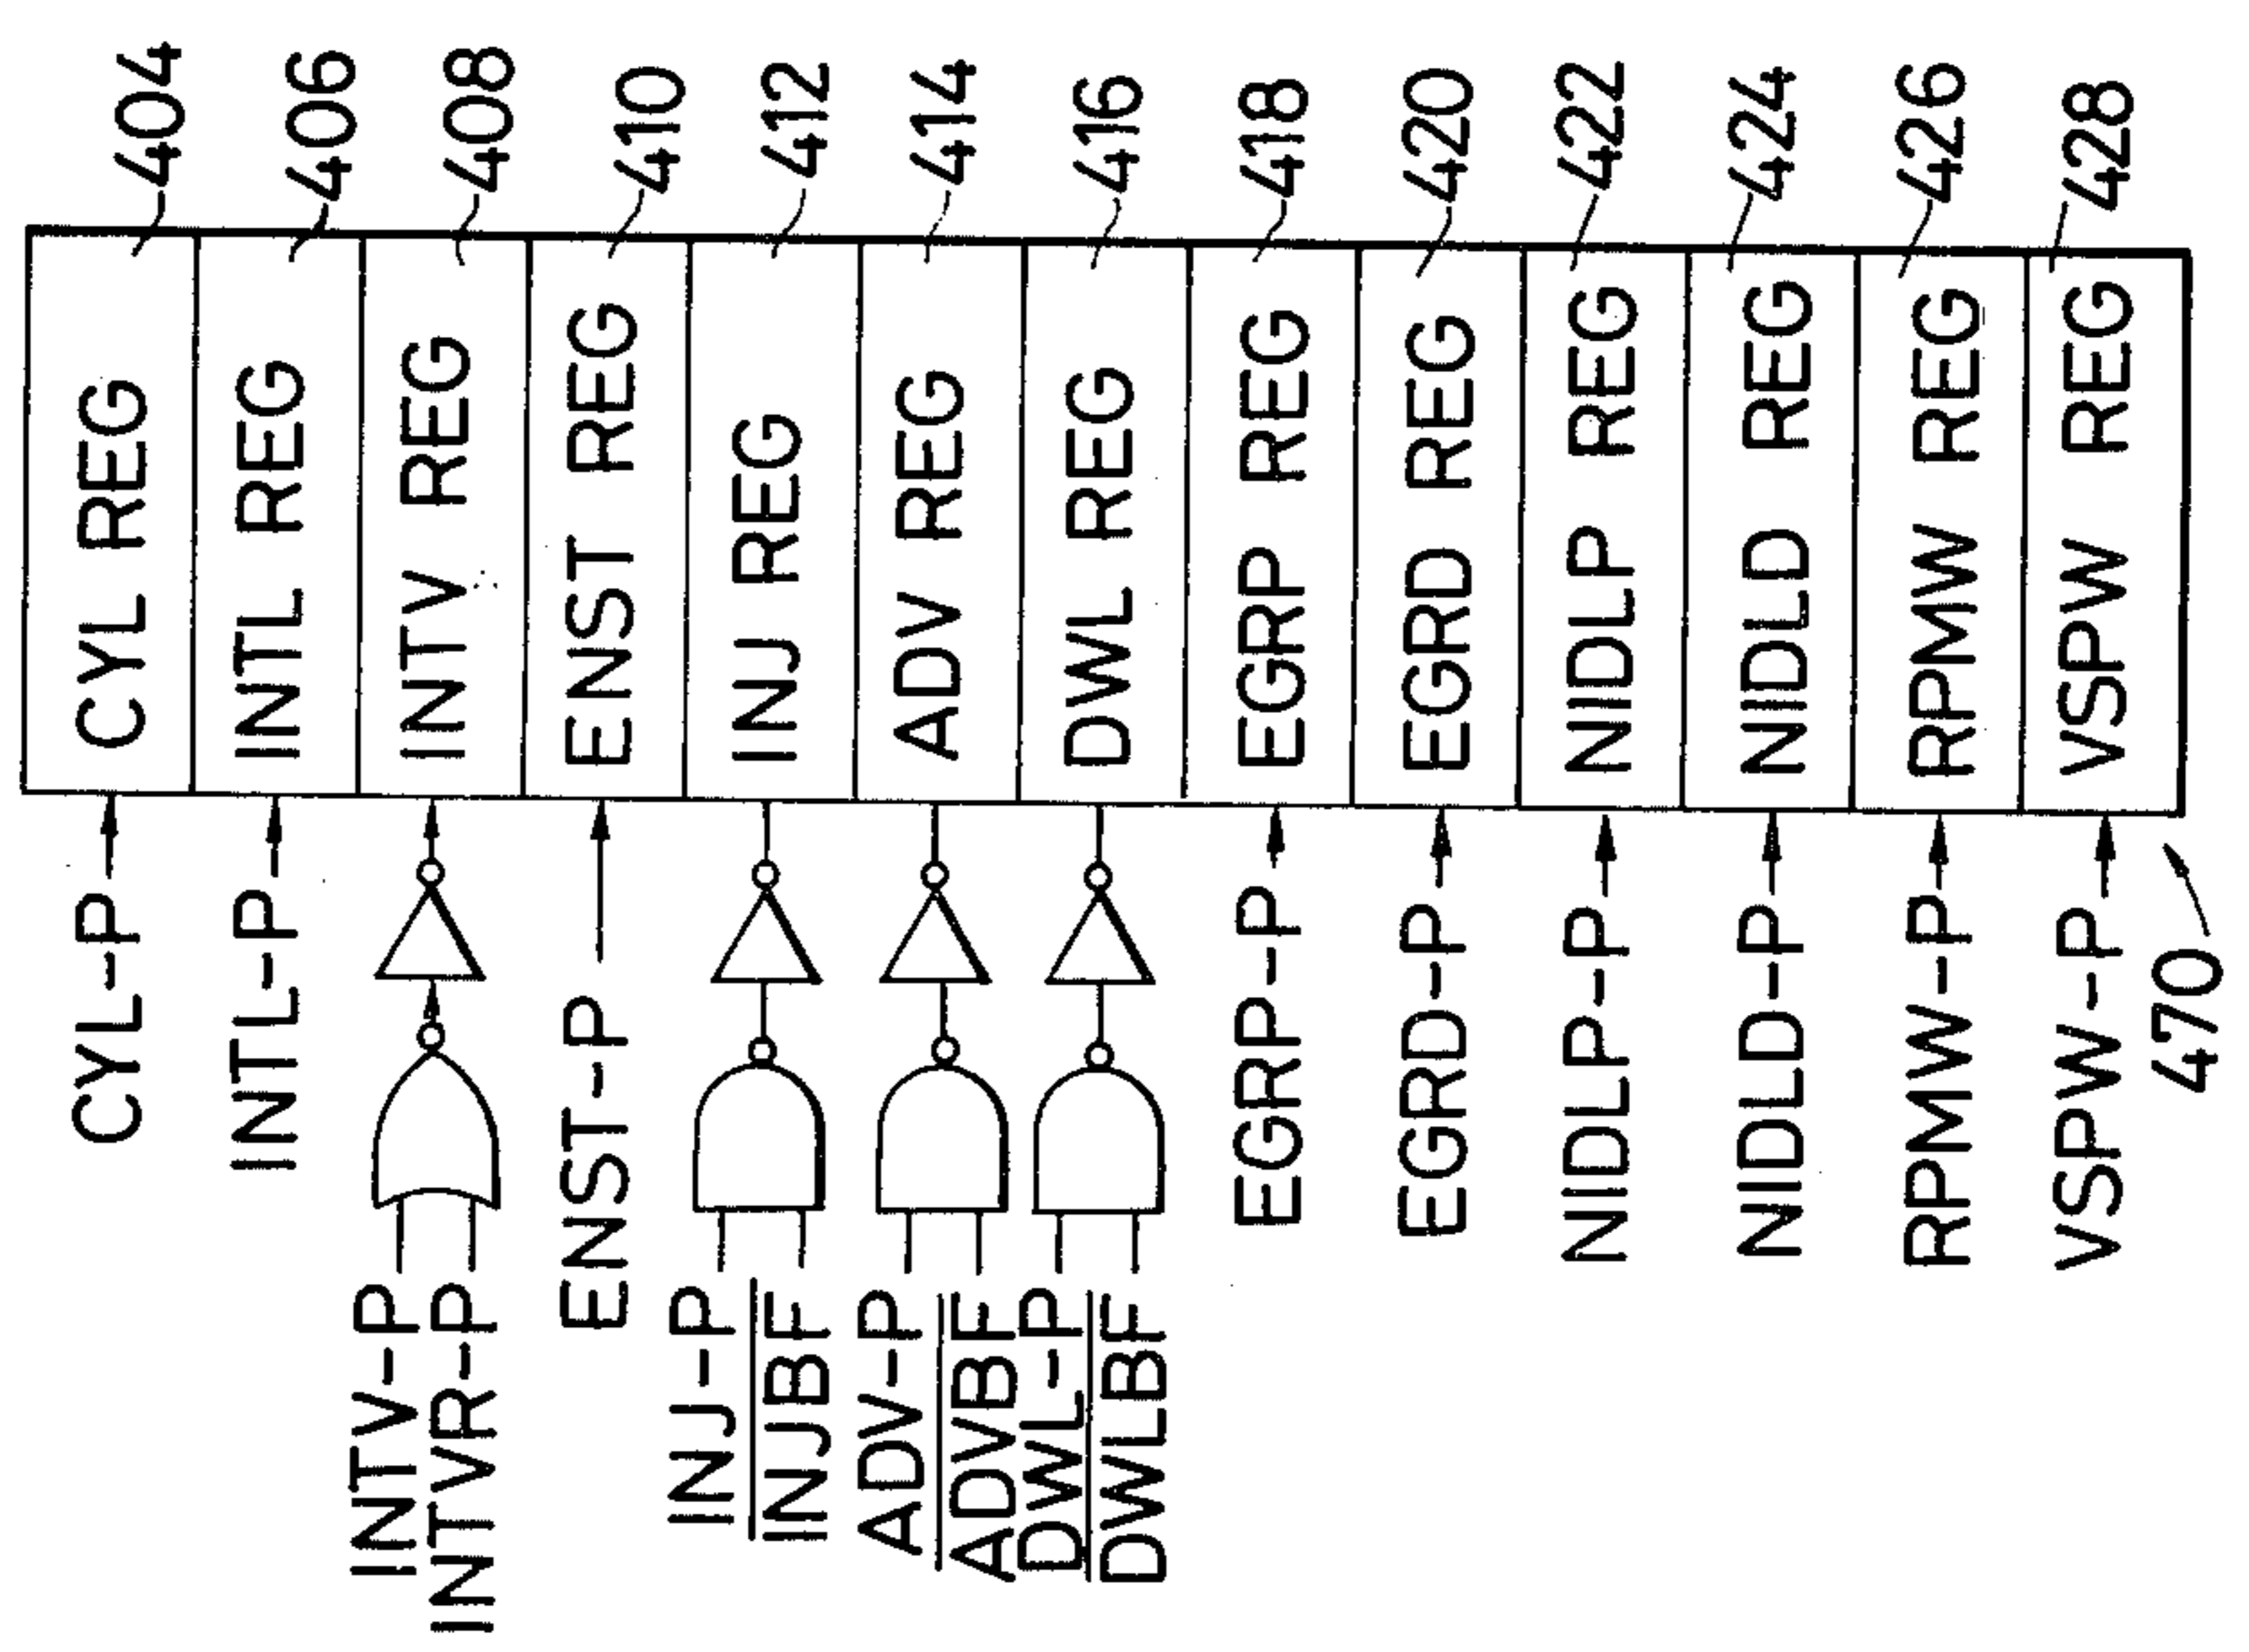 CYL-P CYL REG 404
INTL-P INTL REG 406
INTV-P INTV REG 408
INTVR-P
ENST-P ENST REG 410
INJ-P INJ REG 412
INJBF
ADV-P ADV REG 414
ADVBF
DWL-P DWL REG 416
DWLBF
EGRP-P EGRP REG 418
EGRD-P EGRD REG 420
NIDLP-P NIDLP REG 422
NIDLD-P NIDLD REG 424
RPMW-P RPMW REG 426
VSPW-P VSPW REG 428
470